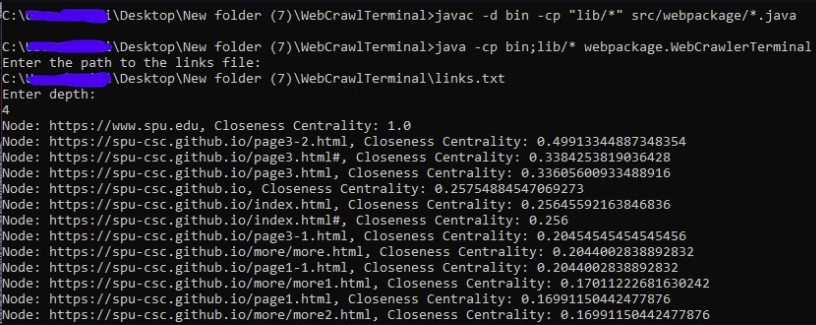 C:\ i\Desktop\New folder (7)\WebCrawlTerminal>javac -d bin -cp "lib/*" src/webpackage/*.java
C:\ \Desktop\New folder (7)\WebCrawlTerminal>java -cp bin;lib/* webpackage.WebCrawlerTerminal
Enter the path to the links file:
C:\ \Desktop\New folder (7)\WebCrawlTerminal\links.txt
Enter depth:
4
Node: https://www.spu.edu, Closeness Centrality: 1.0
Node: https://spu-csc.github.io/page3-2.html, Closeness Centrality: 0.49913344887348354
Node: https://spu-csc.github.io/page3.html#, Closeness Centrality: 0.3384253819036428
Node: https://spu-csc.github.io/page3.html, Closeness Centrality: 0.33605600933488916
Node: https://spu-csc.github.io, Closeness Centrality: 0.25754884547069273
Node: https://spu-csc.github.io/index.html, Closeness Centrality: 0.25645592163846836
Node: https://spu-csc.github.io/index.html#, Closeness Centrality: 0.256
Node: https://spu-csc.github.io/page3-1.html, Closeness Centrality: 0.20454545454545456
Node: https://spu-csc.github.io/more/more.html, Closeness Centrality: 0.2044002838892832
Node: https://spu-csc.github.io/page1-1.html, Closeness Centrality: 0.2044002838892832
Node: https://spu-csc.github.io/more/more1.html, Closeness Centrality: 0.17011222681630242
Node: https://spu-csc.github.io/page1.html, Closeness Centrality: 0.16991150442477876
Node: https://spu-csc.github.io/more/more2.html, Closeness Centrality: 0.16991150442477876